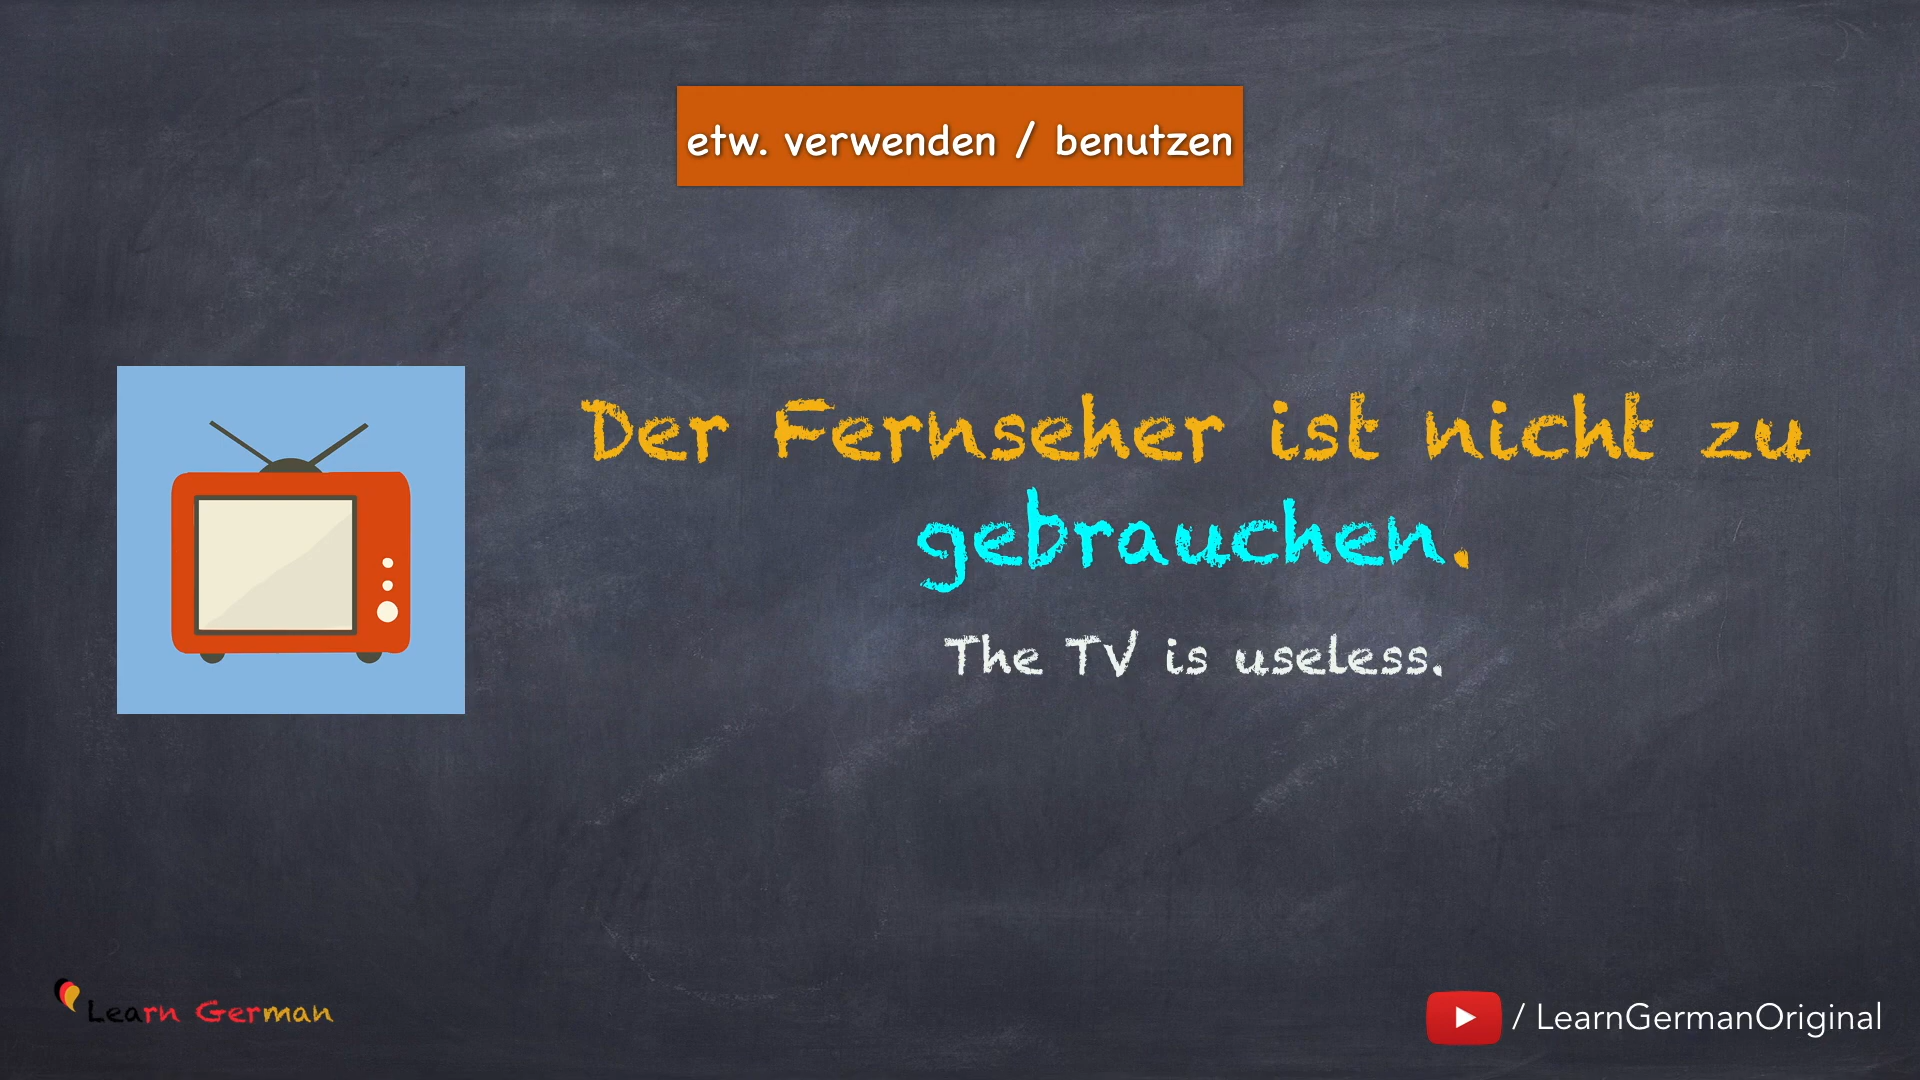 etw. verwenden / benutzen
Der Fernseher ist nicht zu
gebrauchen.
The TV is useless.
Learn German
/ LearnGermanOriginal